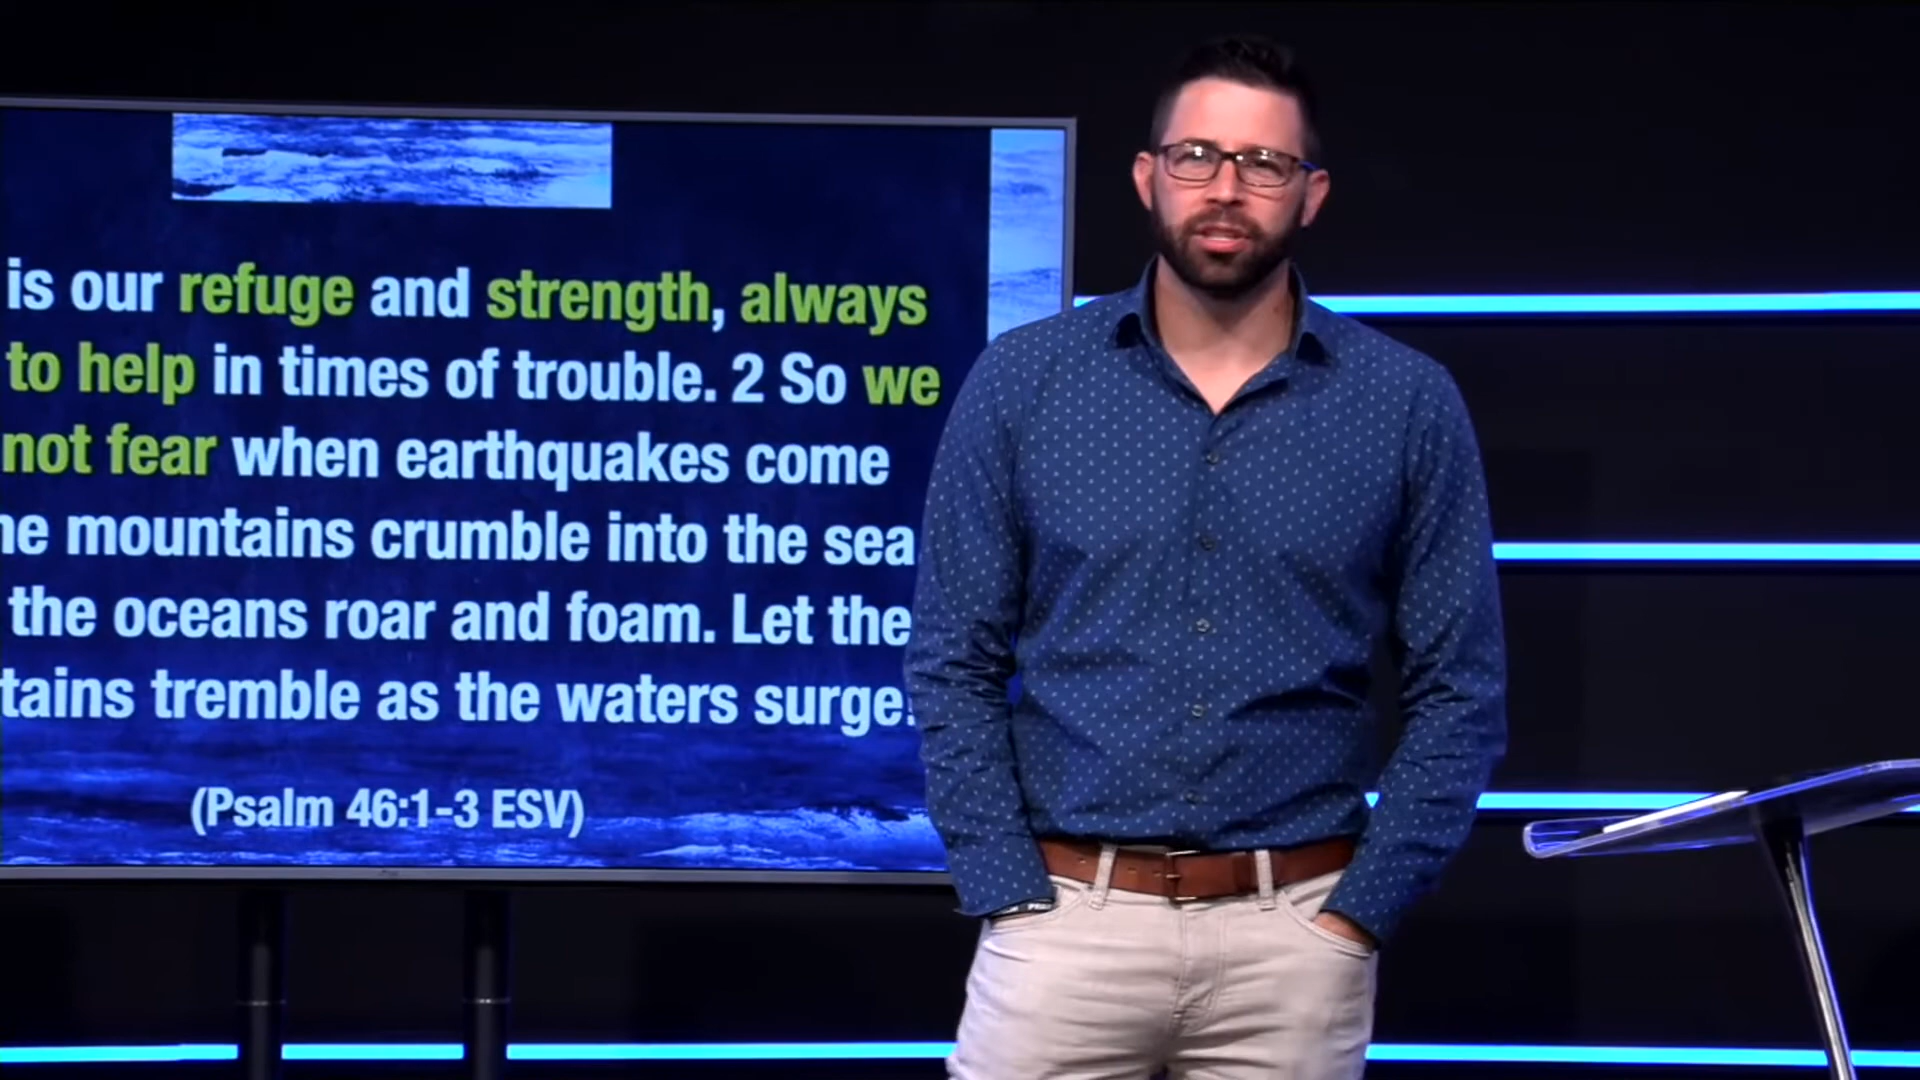 is our refuge and strength, always
to help in times of trouble. 2 So we
not fear when earthquakes come
he mountains crumble into the sea
the oceans roar and foam. Let the
tains tremble as the waters surge!
(Psalm 46:1-3 ESV)